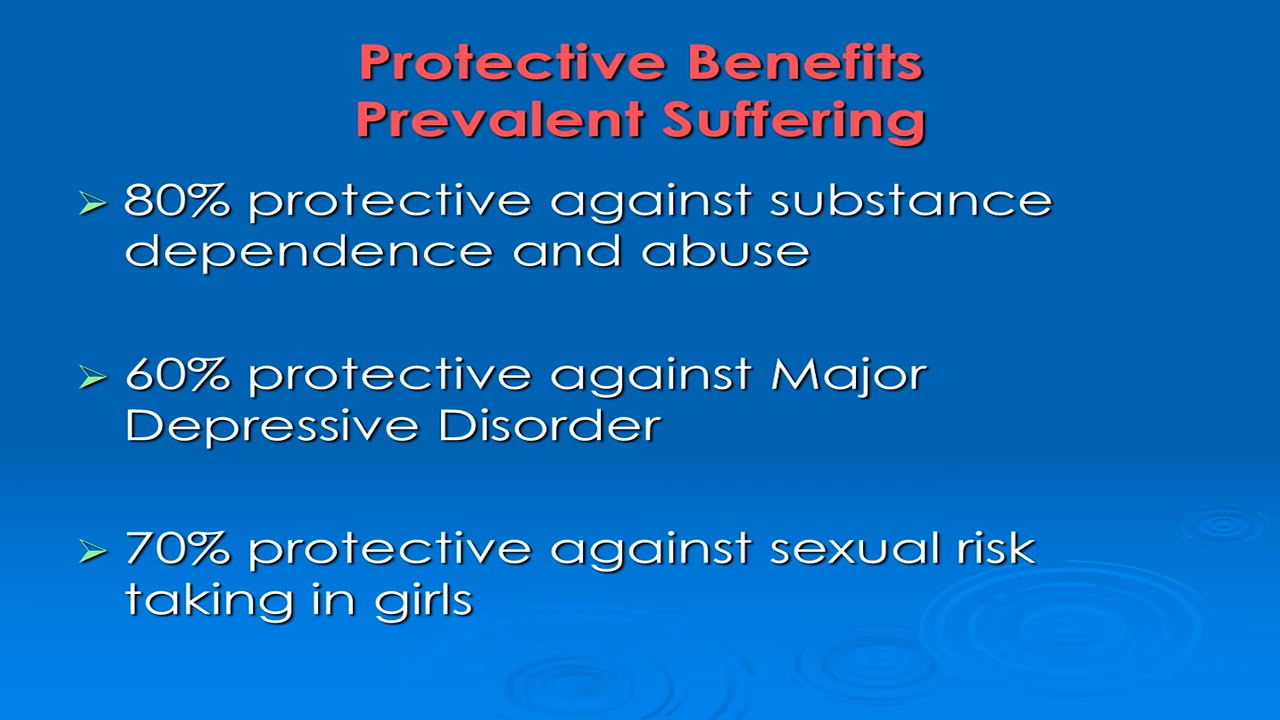 Protective Benefits
Prevalent Suffering
➢ 80% protective against substance
dependence and abuse
➢ 60% protective against Major
Depressive Disorder
➢ 70% protective against sexual risk
taking in girls